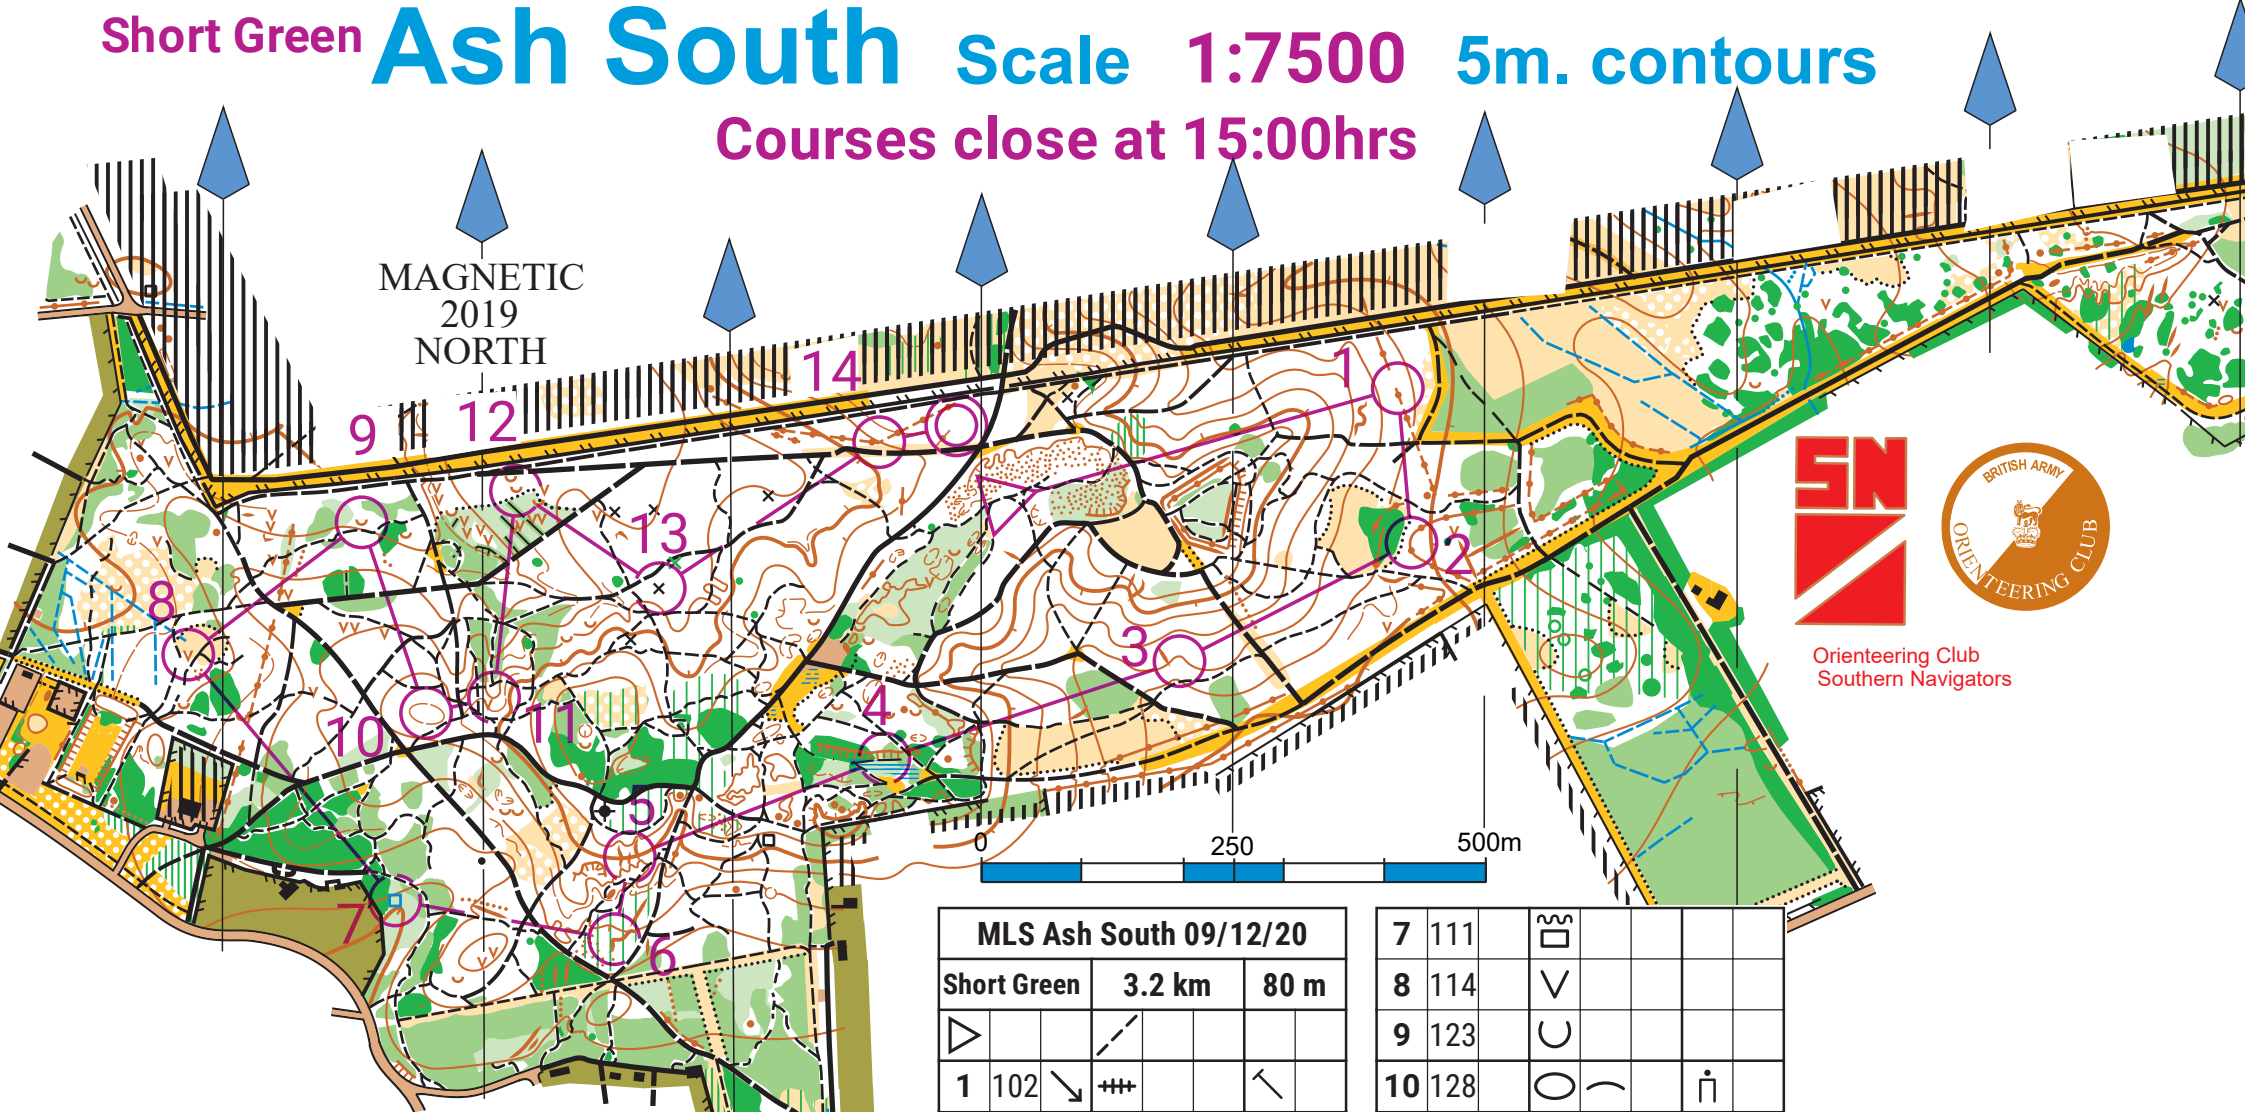 Short Green Ash South Scale 1:7500 5m. contours
Courses close at 15:00hrs
MAGNETIC
2019
NORTH
14
1
9
12
13
2
8
3
4
10
11
5
7
6
BRITISH ARMY
ORIENTEERING CLUB
SN
Orienteering Club
Southern Navigators
0 250 500m
MLS Ash South 09/12/20
Short Green 3.2 km 80 m
1 102
7 111
8 114
9 123
10 128